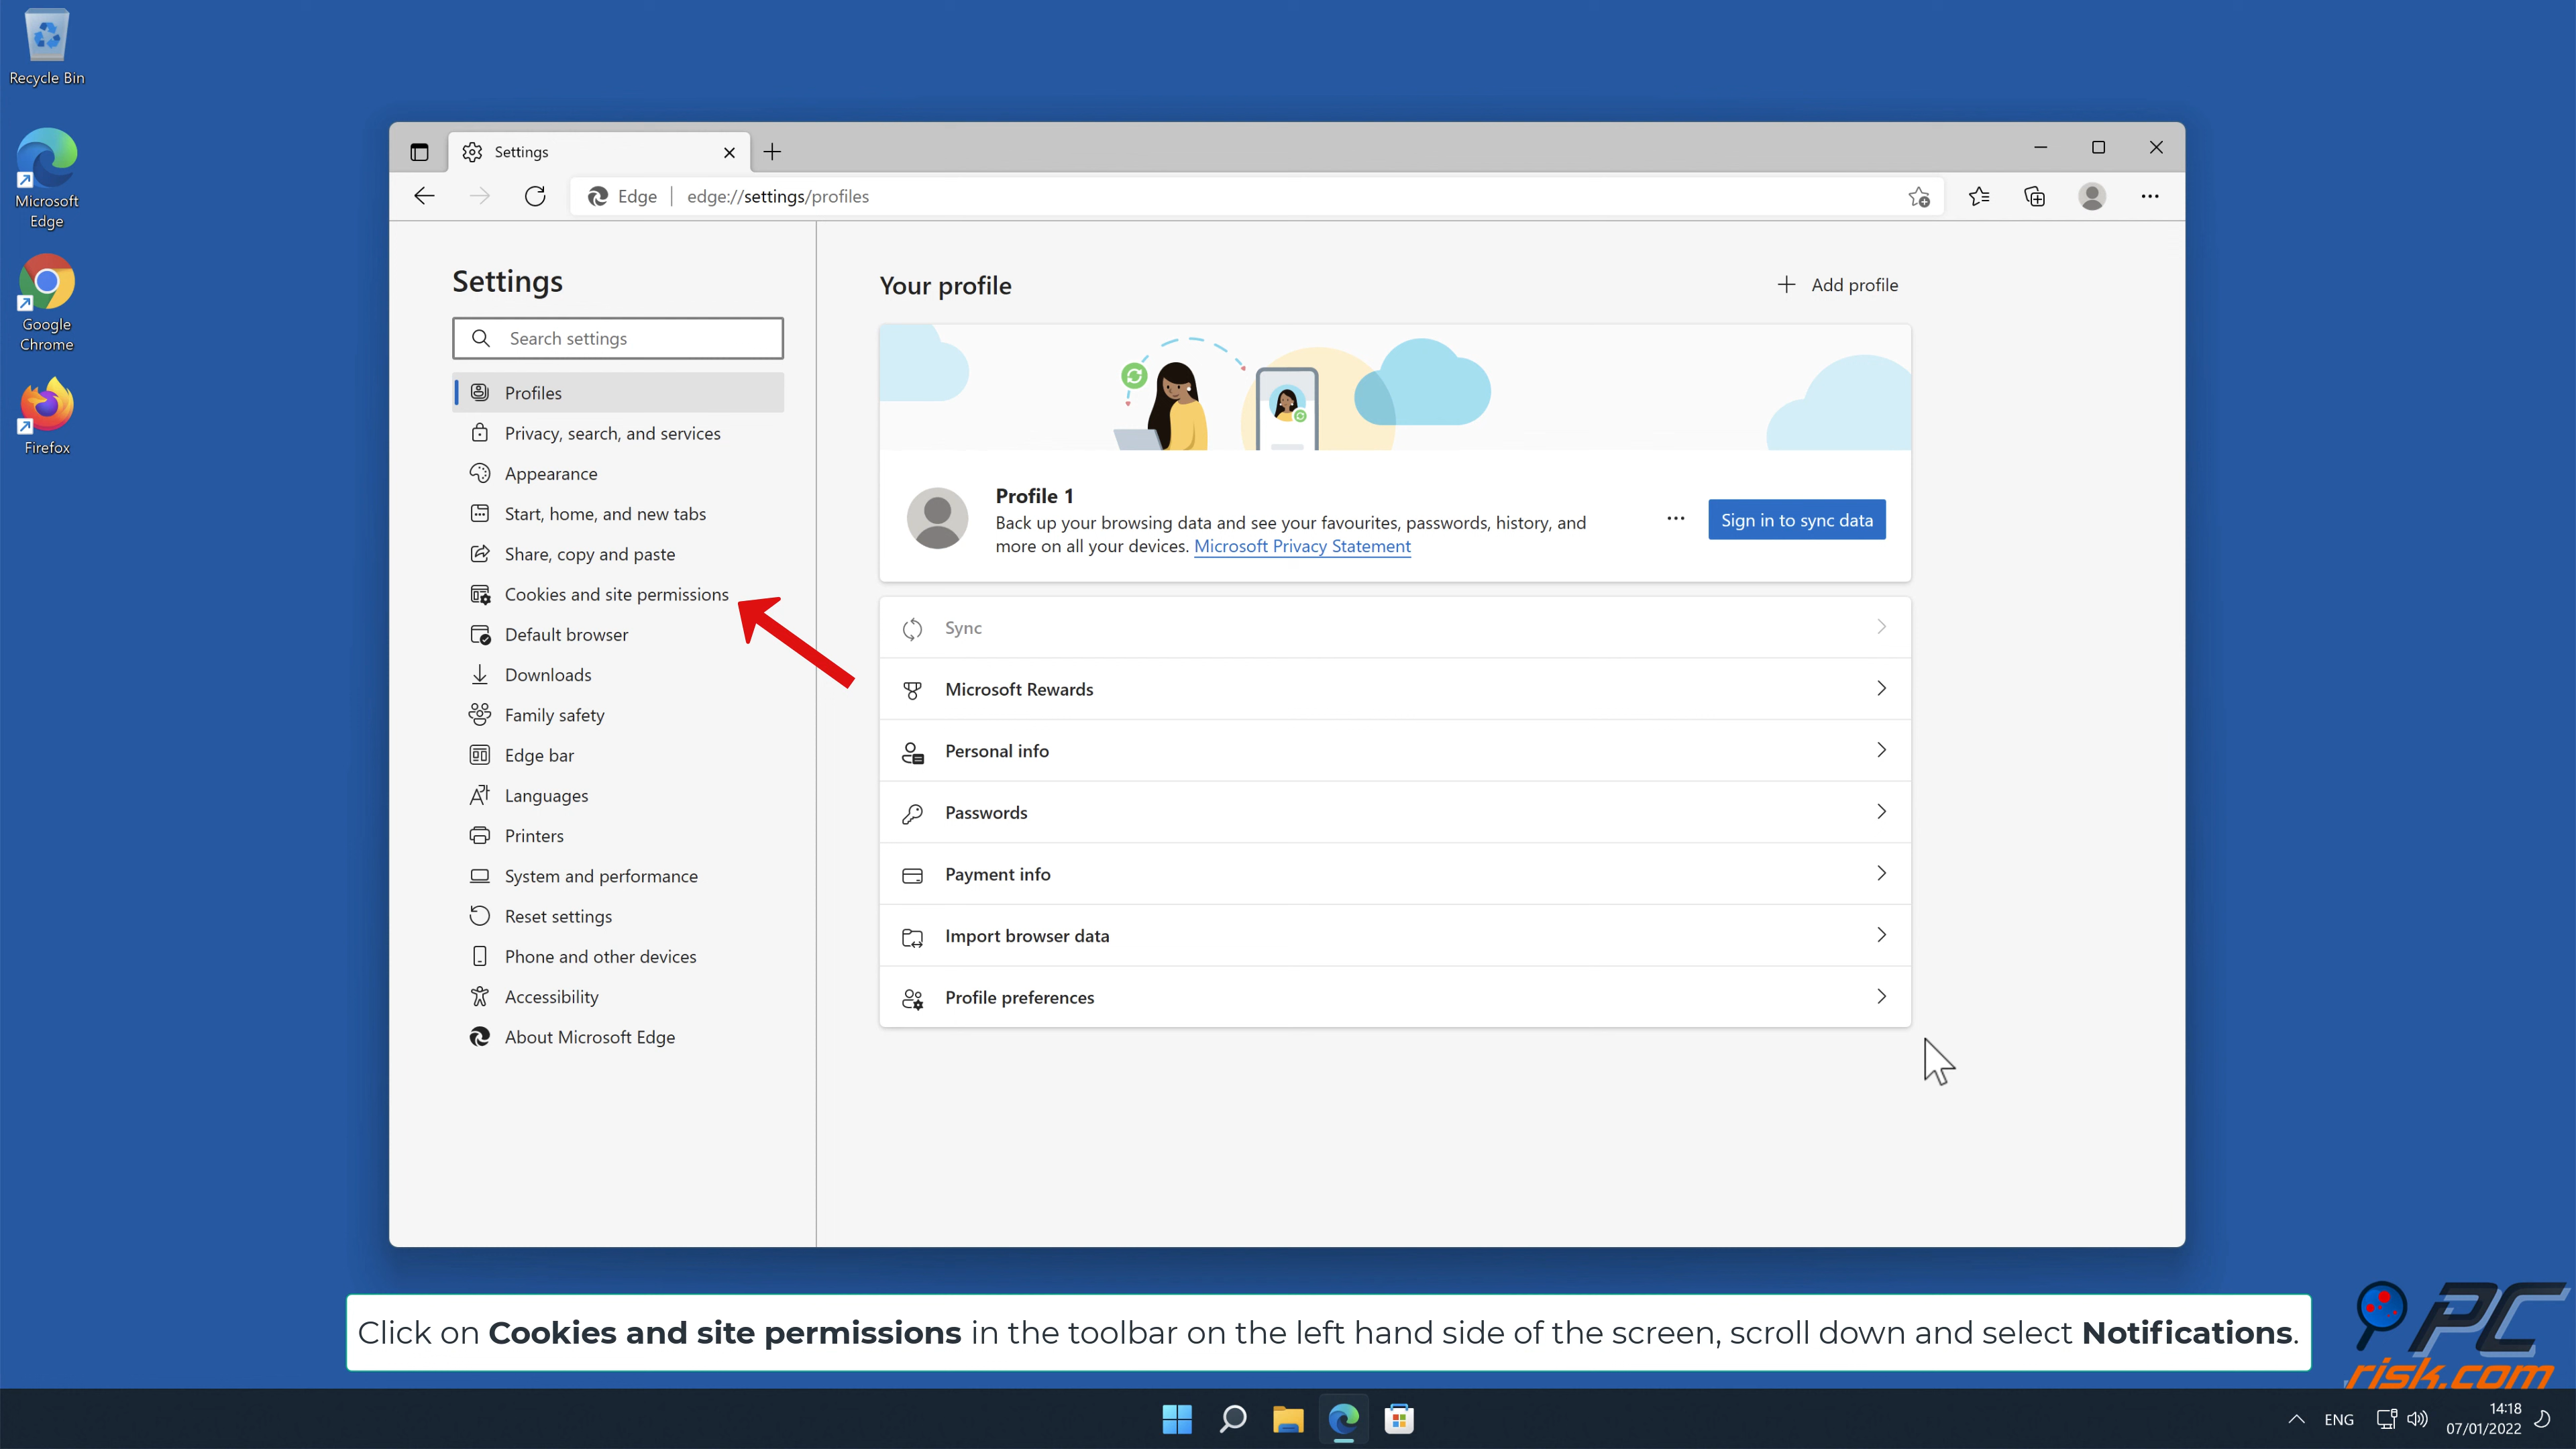 Recycle Bin
Microsoft
Edge
Google
Chrome
Firefox
Settings
Edge
edge://settings/profiles
Settings
Search settings
Profiles
Privacy, search, and services
Appearance
Start, home, and new tabs
Share, copy and paste
Cookies and site permissions
Default browser
Downloads
Family safety
Edge bar
Languages
Printers
System and performance
Reset settings
Phone and other devices
Accessibility
About Microsoft Edge
Your profile
Add profile
Profile 1
Back up your browsing data and see your favourites, passwords, history, and
more on all your devices. Microsoft Privacy Statement
Sign in to sync data
Sync
Microsoft Rewards
Personal info
Passwords
Payment info
Import browser data
Profile preferences
Click on Cookies and site permissions in the toolbar on the left hand side of the screen, scroll down and select Notifications.
PC
risk.com
ENG
14:18
07/01/2022